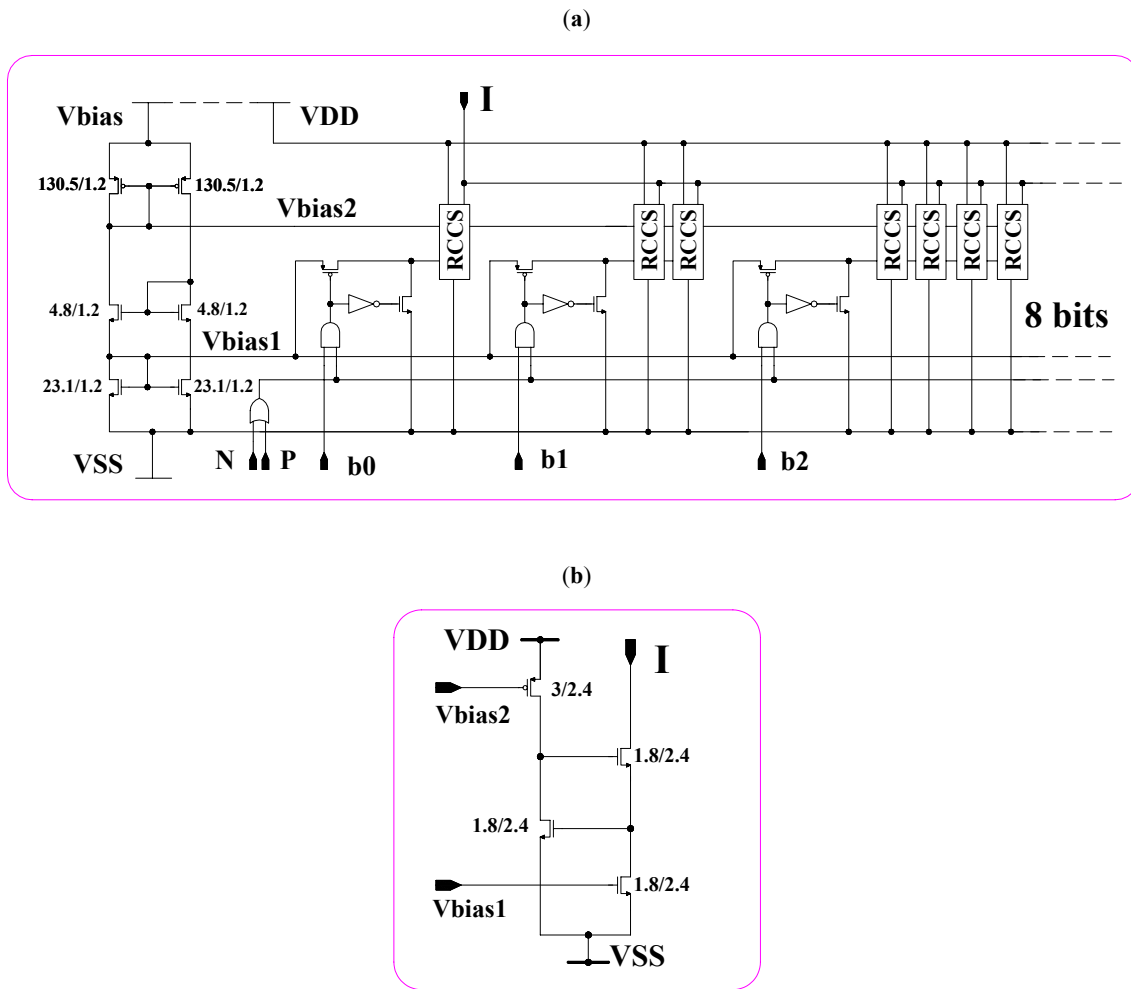 (a)
Vbias
VDD
I
130.5/1.2
130.5/1.2
Vbias2
RCCS
RCCS
RCCS
RCCS
RCCS
RCCS
RCCS
4.8/1.2
4.8/1.2
8 bits
Vbias1
23.1/1.2
23.1/1.2
VSS
N
P
b0
b1
b2
(b)
VDD
I
3/2.4
Vbias2
1.8/2.4
1.8/2.4
1.8/2.4
Vbias1
VSS